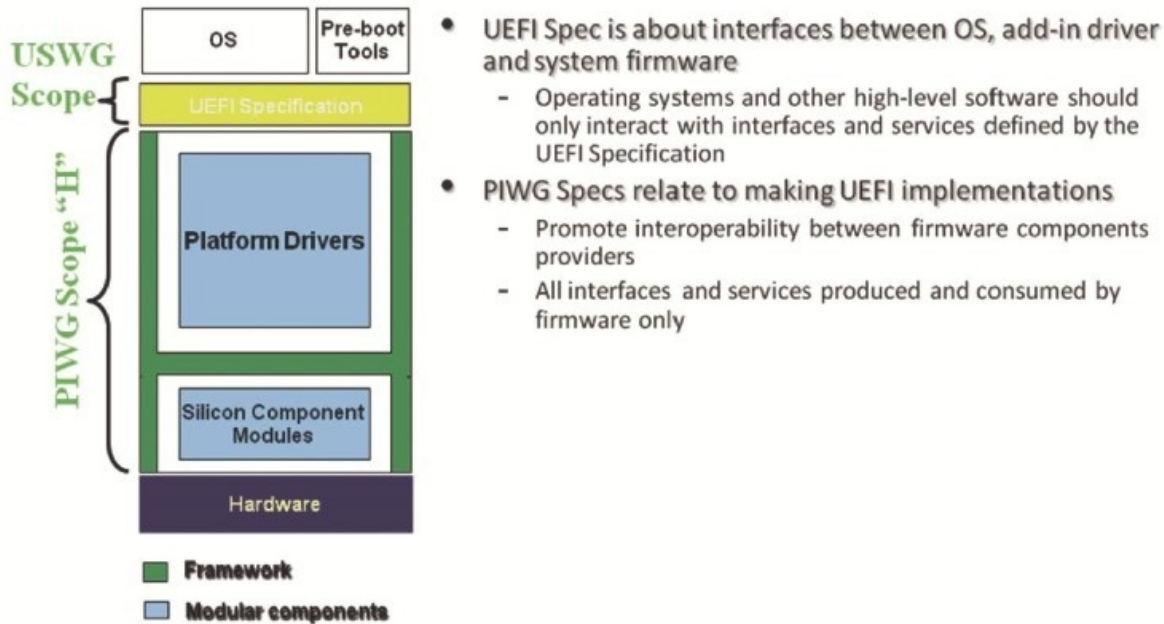 USWG
Scope
OS
Pre-boot
Tools
UEFI Specification
PIWG Scope “H”
Platform Drivers
Silicon Component
Modules
Hardware
Framework
Modular components
• UEFI Spec is about interfaces between OS, add-in driver
and system firmware
– Operating systems and other high-level software should
only interact with interfaces and services defined by the
UEFI Specification
• PIWG Specs relate to making UEFI implementations
– Promote interoperability between firmware components
providers
– All interfaces and services produced and consumed by
firmware only